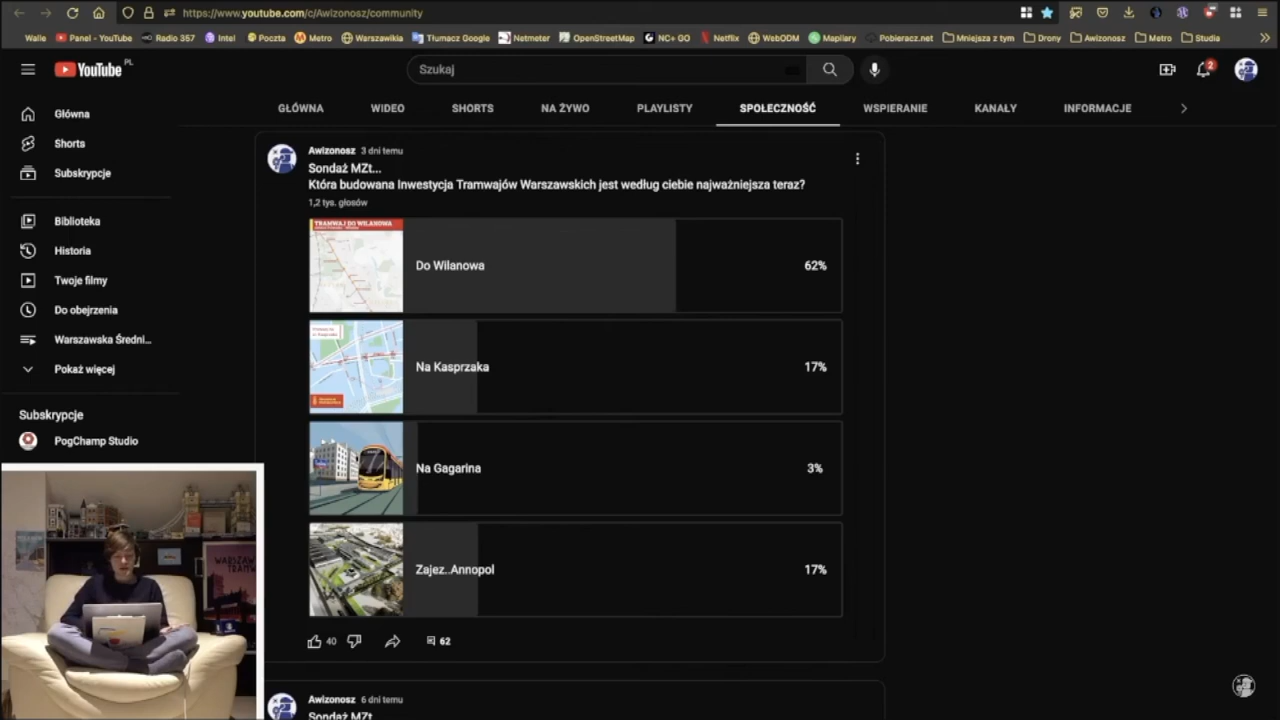 https://www.youtube.com/c/Awizonosz/community
Walle Panel - YouTube Radio 357 Intel Poczta Metro Warszawikia Tłumacz Google Netmeter OpenStreetMap NC+ GO Netflix WebODM Mapilary Pobieracz.net Mniejsza z tym Drony Awizonosz Metro Studia
YouTube PL
Szukaj
2
GŁÓWNA WIDEO SHORTS NA ŻYWO PLAYLISTY SPOŁECZNOŚĆ WSPIERANIE KANAŁY INFORMACJE
Główna
Shorts
Subskrypcje
Biblioteka
Historia
Twoje filmy
Do obejrzenia
Warszawska Średni...
Pokaż więcej
Subskrypcje
PogChamp Studio
Awizonosz 3 dni temu
Sondaż MZt...
Która budowana Inwestycja Tramwajów Warszawskich jest według ciebie najważniejsza teraz?
1,2 tys. głosów
TRAMWAJ DO WILANOWA
Do Wilanowa 62%
Na Kasprzaka 17%
Na Gagarina 3%
Zajez..Annopol 17%
40 62
Awizonosz 6 dni temu
Sondaż MZT